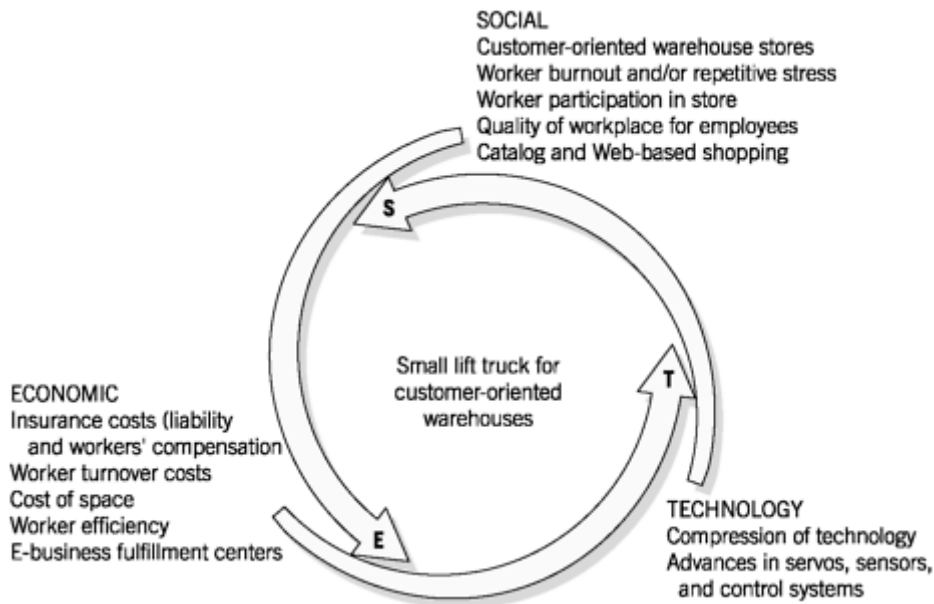 SOCIAL
Customer-oriented warehouse stores
Worker burnout and/or repetitive stress
Worker participation in store
Quality of workplace for employees
Catalog and Web-based shopping
S
Small lift truck for
customer-oriented
warehouses
T
ECONOMIC
Insurance costs (liability
and workers' compensation
Worker turnover costs
Cost of space
Worker efficiency
E-business fulfillment centers
E
TECHNOLOGY
Compression of technology
Advances in servos, sensors,
and control systems